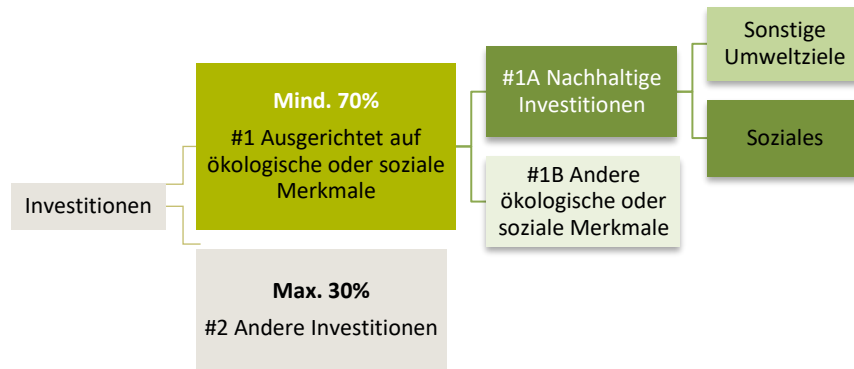 Investitionen
Mind. 70%
#1 Ausgerichtet auf
ökologische oder soziale
Merkmale
Max. 30%
#2 Andere Investitionen
#1A Nachhaltige
Investitionen
#1B Andere
ökologische oder
soziale Merkmale
Sonstige
Umweltziele
Soziales